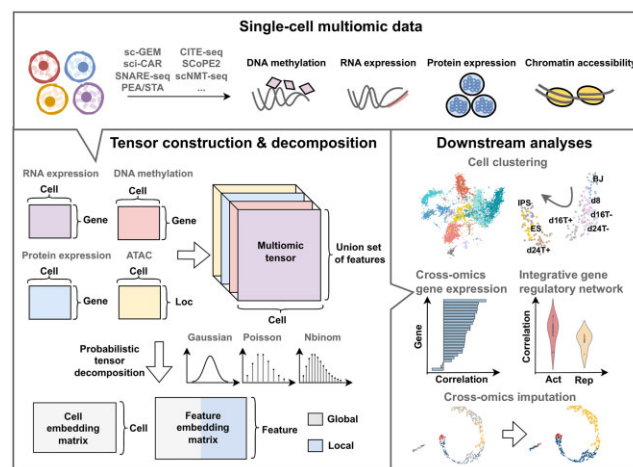 Single-cell multiomic data
sc-GEM CITE-seq
sci-CAR SCoPE2
SNARE-seq scNMT-seq
PEA/STA ...
DNA methylation RNA expression Protein expression Chromatin accessibility
Tensor construction & decomposition
RNA expression DNA methylation
Cell Cell
Gene Gene
Protein expression ATAC
Cell Cell
Gene Loc
Multiomic
tensor
Union set
of features
Cell
Probabilistic
tensor
decomposition
Gaussian Poisson Nbinom
Cell
embedding
matrix
Cell
Feature
embedding
matrix
Feature
Global
Local
Downstream analyses
Cell clustering
BJ
IPS
d8
d16T+
d16T-
ES
d24T-
d24T+
Cross-omics
gene expression
Gene
Correlation
Integrative gene
regulatory network
Correlation
Act Rep
Cross-omics imputation